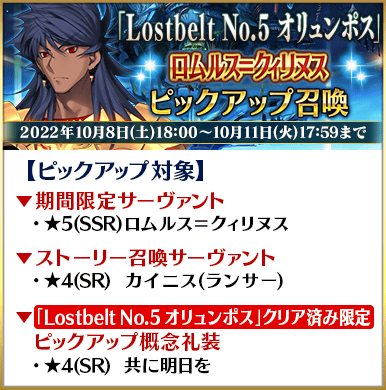 「Lostbelt No.5 オリュンポス」
ロムルス＝クィリヌス
ピックアップ召喚
2022年10月8日(土)18:00～10月11日(火)17:59まで
【ピックアップ対象】
▼期間限定サーヴァント
・★5(SSR)ロムルス＝クィリヌス
▼ストーリー召喚サーヴァント
・★4(SR) カイニス(ランサー)
▼「Lostbelt No.5 オリュンポス」クリア済み限定
ピックアップ概念礼装
・★4(SR) 共に明日を